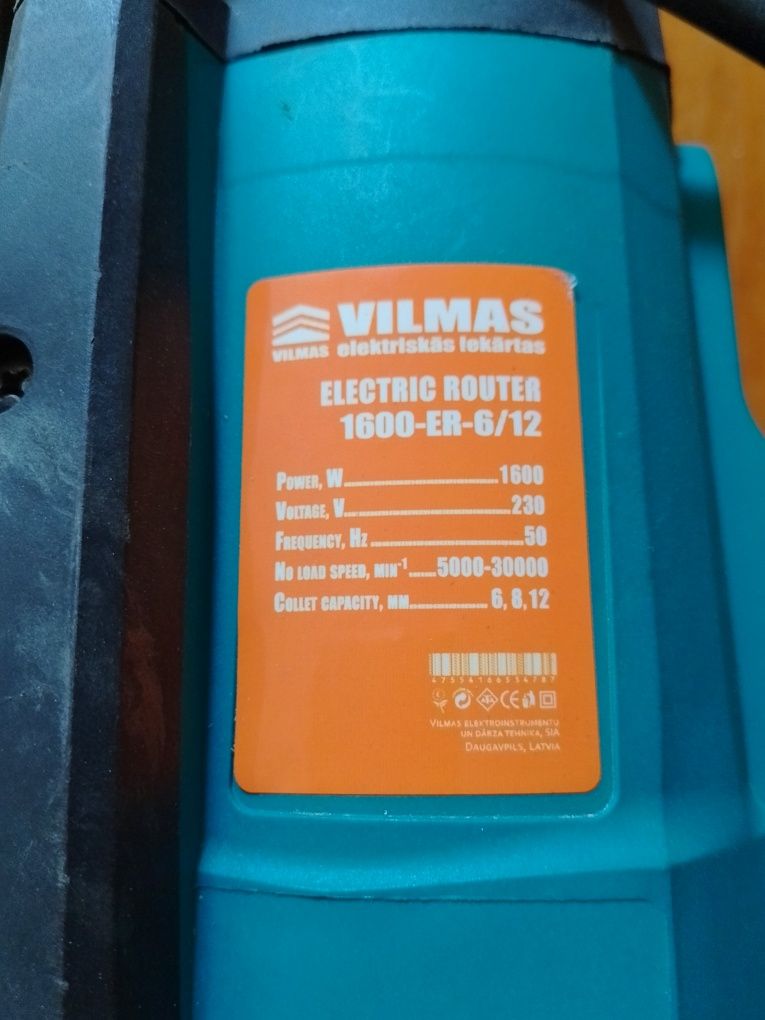 VILMAS
VILMAS elektriskās iekārtas
ELECTRIC ROUTER
1600-ER-6/12
POWER, W 1600
VOLTAGE, V 230
FREQUENCY, HZ 50
NO LOAD SPEED, MIN⁻¹ 5000-30000
COLLET CAPACITY, MM 6, 8, 12
CE
VILMAS ELEKTROINSTRUMENTU
UN DĀRZA TEHNIKA, SIA
DAUGAVPILS, LATVIA